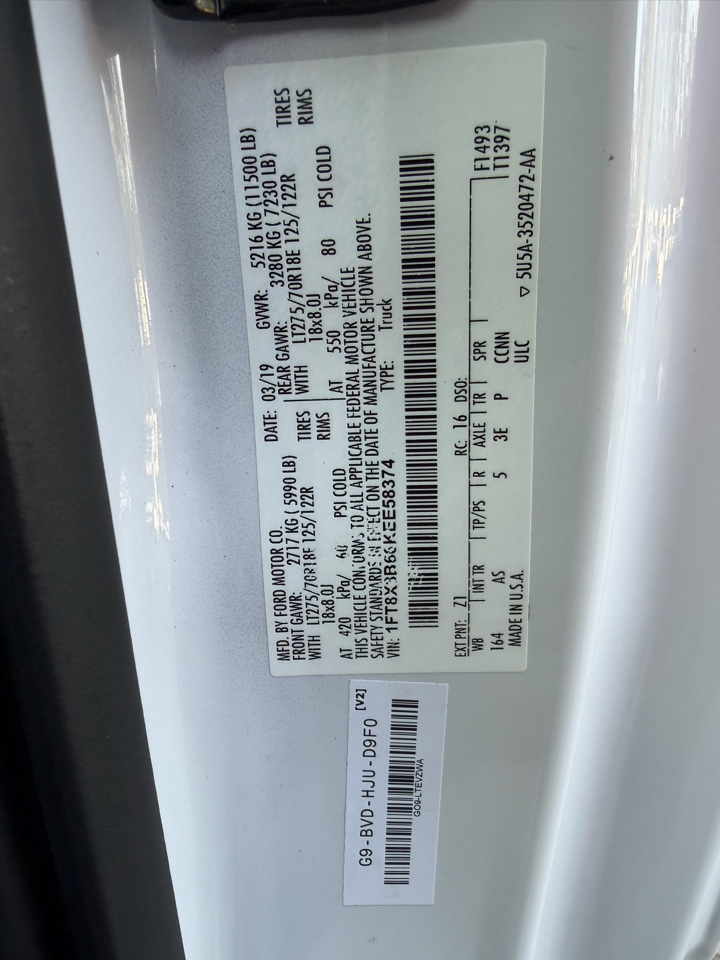 MFD. BY FORD MOTOR CO.
DATE: 03/19 GVWR: 5216 KG (11500 LB)
FRONT GAWR: 2717 KG ( 5990 LB) REAR GAWR: 3280 KG ( 7230 LB)
WITH LT275/70R18E 125/122R TIRES WITH LT275/70R18E 125/122R TIRES
18x8.0J RIMS 18x8.0J RIMS
AT 420 kPa/ 60 PSI COLD AT 550 kPa/ 80 PSI COLD
THIS VEHICLE CONFORMS TO ALL APPLICABLE FEDERAL MOTOR VEHICLE
SAFETY STANDARDS IN EFFECT ON THE DATE OF MANUFACTURE SHOWN ABOVE.
VIN: 1FT8X3B66KEE58374 TYPE: Truck
EXT PNT: Z1 RC: 16 DSO:
WB INT TR TP/PS R AXLE TR SPR F1493
164 AS 5 3E P CCNN T1397
MADE IN U.S.A. ULC ▽ 5U5A-3520472-AA
G9-BVD-HJU-D9F0 [V2]
GO9-LTEVZWA